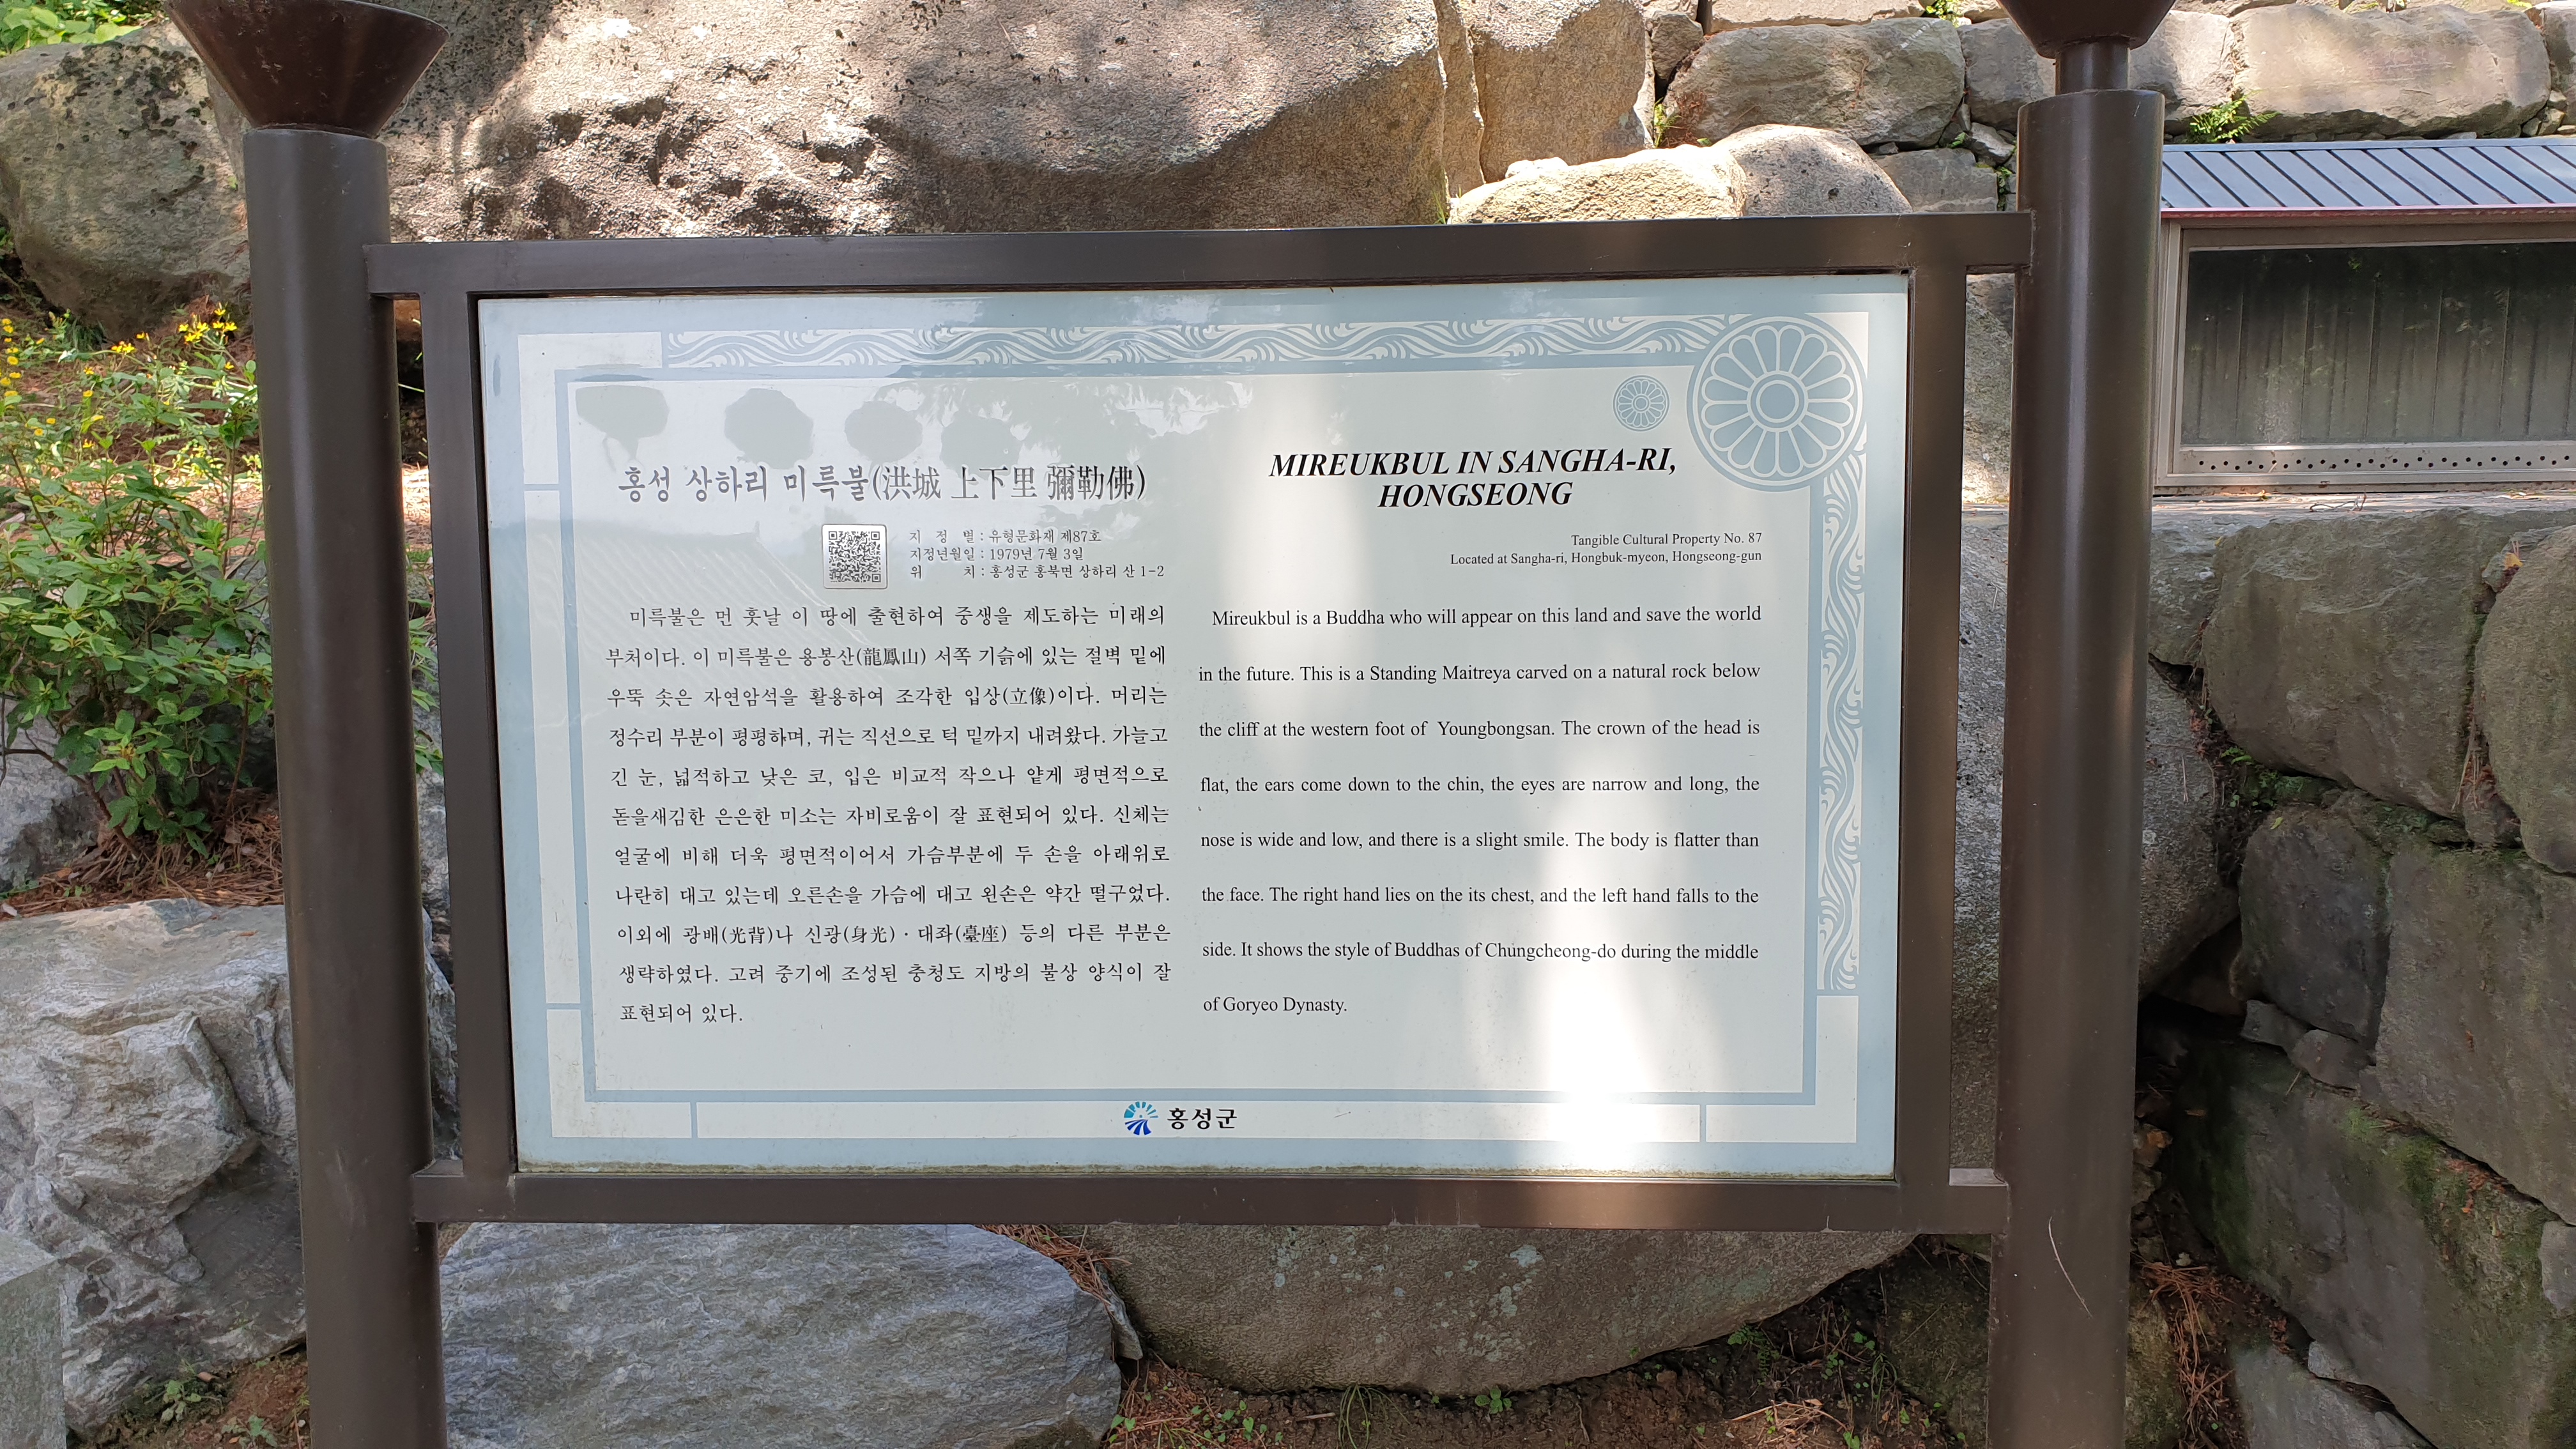 홍성 상하리 미륵불(洪城 上下里 彌勒佛)
지 정 별 : 유형문화재 제87호
지정년월일 : 1979년 7월 3일
위 치 : 홍성군 홍북면 상하리 산 1-2
미륵불은 먼 훗날 이 땅에 출현하여 중생을 제도하는 미래의
부처이다. 이 미륵불은 용봉산(龍鳳山) 서쪽 기슭에 있는 절벽 밑에
우뚝 솟은 자연암석을 활용하여 조각한 입상(立像)이다. 머리는
정수리 부분이 평평하며, 귀는 직선으로 턱 밑까지 내려왔다. 가늘고
긴 눈, 넓적하고 낮은 코, 입은 비교적 작으나 얕게 평면적으로
돋을새김한 은은한 미소는 자비로움이 잘 표현되어 있다. 신체는
얼굴에 비해 더욱 평면적이어서 가슴부분에 두 손을 아래위로
나란히 대고 있는데 오른손을 가슴에 대고 왼손은 약간 떨구었다.
이외에 광배(光背)나 신광(身光)·대좌(臺座) 등의 다른 부분은
생략하였다. 고려 중기에 조성된 충청도 지방의 불상 양식이 잘
표현되어 있다.
MIREUKBUL IN SANGHA-RI,
HONGSEONG
Tangible Cultural Property No. 87
Located at Sangha-ri, Hongbuk-myeon, Hongseong-gun
Mireukbul is a Buddha who will appear on this land and save the world
in the future. This is a Standing Maitreya carved on a natural rock below
the cliff at the western foot of Youngbongsan. The crown of the head is
flat, the ears come down to the chin, the eyes are narrow and long, the
nose is wide and low, and there is a slight smile. The body is flatter than
the face. The right hand lies on the its chest, and the left hand falls to the
side. It shows the style of Buddhas of Chungcheong-do during the middle
of Goryeo Dynasty.
홍성군